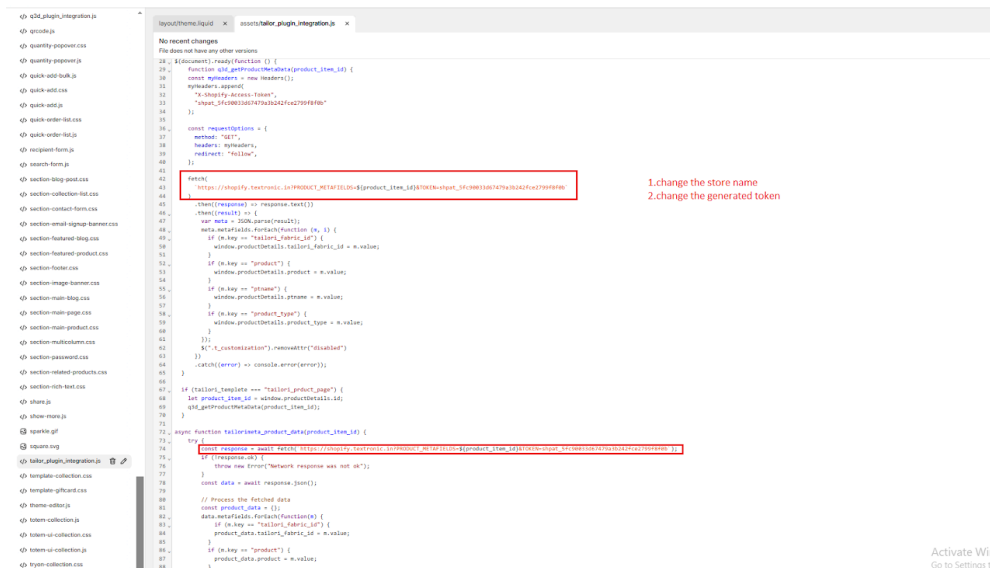 q3d_plugin_integration.js
qrcode.js
quantity-popover.css
quantity-popover.js
quick-add-bulk.js
quick-add.css
quick-add.js
quick-order-list.css
quick-order-list.js
recipient-form.js
search-form.js
section-blog-post.css
section-collection-list.css
section-contact-form.css
section-email-signup-banner.css
section-featured-blog.css
section-featured-product.css
section-footer.css
section-image-banner.css
section-main-blog.css
section-main-page.css
section-main-product.css
section-multicolumn.css
section-password.css
section-related-products.css
section-rich-text.css
share.js
show-more.js
sparkle.gif
square.svg
tailor_plugin_integration.js
template-collection.css
template-giftcard.css
theme-editor.js
totem-collection.js
totem-ui-collection.css
totem-ui-collection.js
tryon-collection.css
layout/theme.liquid × assets/tailor_plugin_integration.js ×
No recent changes
File does not have any other versions
28 $(document).ready(function () {
29 function q3d_getProductMetaData(product_item_id) {
30 const myHeaders = new Headers();
31 myHeaders.append(
32 "X-Shopify-Access-Token",
33
34 );
35
36 const requestOptions = {
37 method: "GET",
38 headers: myHeaders,
39 redirect: "follow",
40 };
41
42 fetch(
43 `https://shopify.textronic.in?PRODUCT_METAFIELDS=${product_item_id}&TOKEN=
44
45 .then((response) => response.text())
46 .then((result) => {
47 var meta = JSON.parse(result);
48 meta.metafields.forEach(function (m, i) {
49 if (m.key == "tailori_fabric_id") {
50 window.productDetails.tailori_fabric_id = m.value;
51 }
52 if (m.key == "product") {
53 window.productDetails.product = m.value;
54 }
55 if (m.key == "ptname") {
56 window.productDetails.ptname = m.value;
57 }
58 if (m.key == "product_type") {
59 window.productDetails.product_type = m.value;
60 }
61 });
62 $(".t_customization").removeAttr("disabled")
63 })
64 .catch((error) => console.error(error));
65 }
66
67 if (tailori_templete === "tailori_prduct_page") {
68 let product_item_id = window.productDetails.id;
69 q3d_getProductMetaData(product_item_id);
70 }
71
72 async function tailorimeta_product_data(product_item_id) {
73 try {
74 const response = await fetch(`https://shopify.textronic.in?PRODUCT_METAFIELDS=${product_item_id}&TOKEN=
75 if (!response.ok) {
76 throw new Error("Network response was not ok");
77 }
78 const data = await response.json();
79
80 // Process the fetched data
81 const product_data = {};
82 data.metafields.forEach(function(m) {
83 if (m.key == "tailori_fabric_id") {
84 product_data.tailori_fabric_id = m.value;
85 }
86 if (m.key == "product") {
87 product_data.product = m.value;
88 }
1.change the store name
2.change the generated token
Activate Wi
Go to Settings t